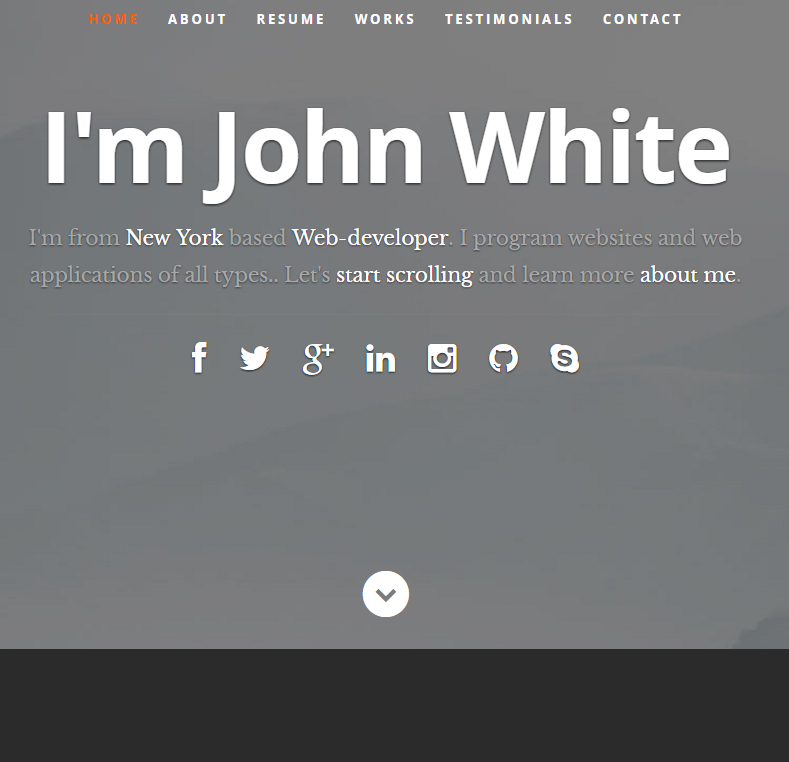 HOME ABOUT RESUME WORKS TESTIMONIALS CONTACT
I'm John White
I'm from New York based Web-developer. I program websites and web
applications of all types.. Let's start scrolling and learn more about me.